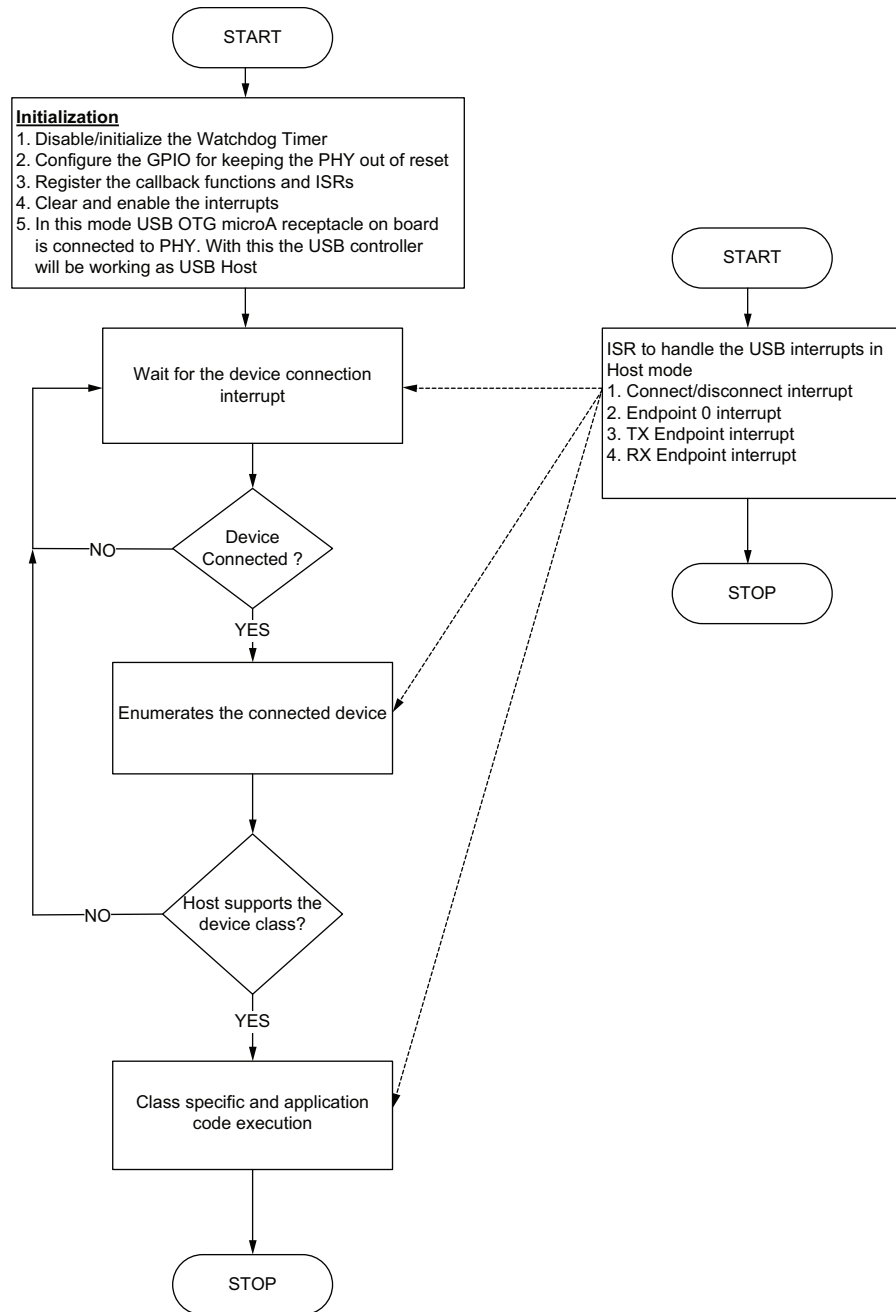 START
Initialization
1. Disable/initialize the Watchdog Timer
2. Configure the GPIO for keeping the PHY out of reset
3. Register the callback functions and ISRs
4. Clear and enable the interrupts
5. In this mode USB OTG microA receptacle on board
is connected to PHY. With this the USB controller
will be working as USB Host
Wait for the device connection
interrupt
Device
Connected ?
NO
YES
Enumerates the connected device
Host supports the
device class?
NO
YES
Class specific and application
code execution
STOP
START
ISR to handle the USB interrupts in
Host mode
1. Connect/disconnect interrupt
2. Endpoint 0 interrupt
3. TX Endpoint interrupt
4. RX Endpoint interrupt
STOP